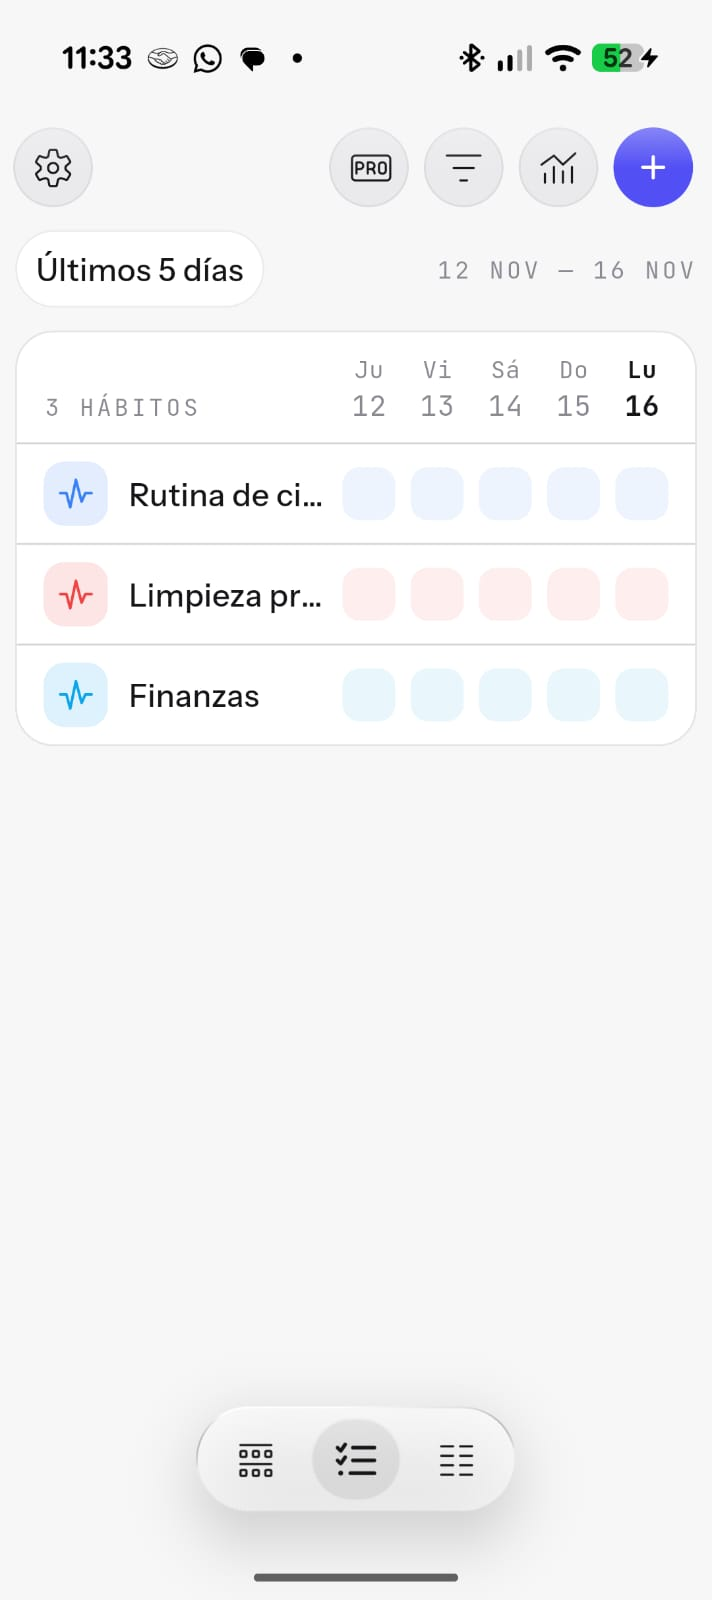 11:33
52
PRO
Últimos 5 días
12 NOV — 16 NOV
Ju Vi Sá Do Lu
3 HÁBITOS 12 13 14 15 16
Rutina de ci...
Limpieza pr...
Finanzas